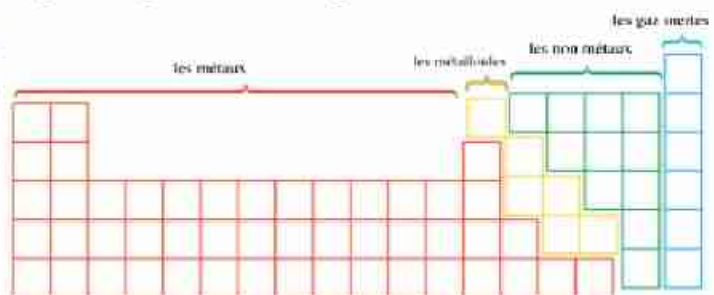 les gaz inertes
les non métaux
les métalloïdes
les métaux